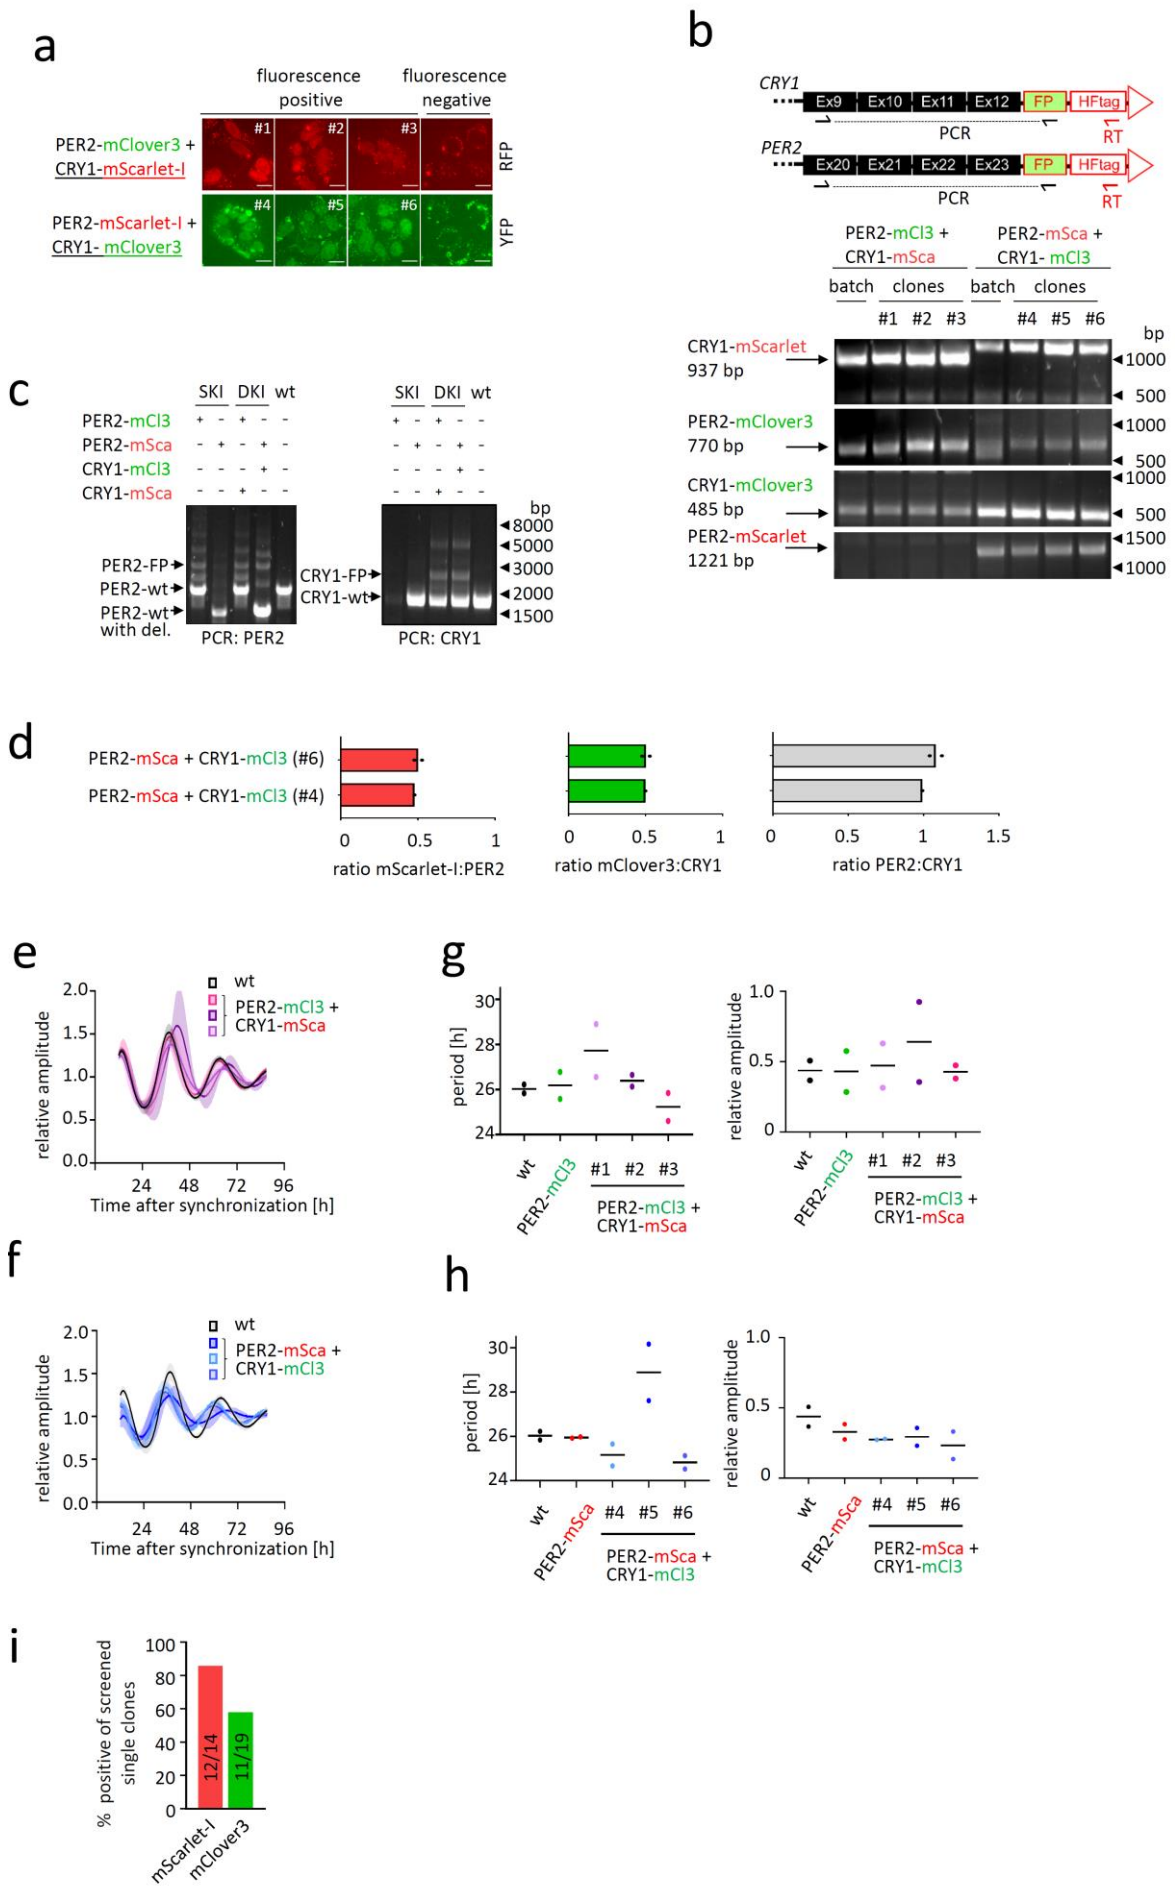 a
fluorescence positive
fluorescence negative
PER2-mClover3 +
CRY1-mScarlet-I
#1 #2 #3
RFP
PER2-mScarlet-I +
CRY1- mClover3
#4 #5 #6
YFP
b
CRY1
Ex9 Ex10 Ex11 Ex12 FP HFtag
PCR
RT
PER2
Ex20 Ex21 Ex22 Ex23 FP HFtag
PCR
RT
PER2-mCl3 +
CRY1-mSca
PER2-mSca +
CRY1- mCl3
batch clones batch clones
#1 #2 #3 #4 #5 #6
bp
CRY1-mScarlet
937 bp
1000
500
PER2-mClover3
770 bp
1000
500
CRY1-mClover3
485 bp
1000
500
PER2-mScarlet
1221 bp
1500
1000
c
SKI DKI wt
SKI DKI wt
PER2-mCl3 + - + - - + - + - -
PER2-mSca - + - + - - + - + -
CRY1-mCl3 - - - + - - - - + -
CRY1-mSca - - + - - - - + - -
bp
8000
5000
3000
2000
1500
PER2-FP
PER2-wt
PER2-wt
with del.
PCR: PER2
CRY1-FP
CRY1-wt
PCR: CRY1
d
PER2-mSca + CRY1-mCl3 (#6)
PER2-mSca + CRY1-mCl3 (#4)
0 0.5 1
ratio mScarlet-I:PER2
0 0.5 1
ratio mClover3:CRY1
0 0.5 1 1.5
ratio PER2:CRY1
e
wt
PER2-mCl3 +
CRY1-mSca
relative amplitude
2.0
1.5
1.0
0.5
0.0
24 48 72 96
Time after synchronization [h]
g
period [h]
30
28
26
24
wt PER2-mCl3 #1 #2 #3
PER2-mCl3 +
CRY1-mSca
relative amplitude
1.0
0.5
0
wt PER2-mCl3 #1 #2 #3
PER2-mCl3 +
CRY1-mSca
f
wt
PER2-mSca +
CRY1-mCl3
relative amplitude
2.0
1.5
1.0
0.5
0.0
24 48 72 96
Time after synchronization [h]
h
period [h]
30
28
26
24
wt PER2-mSca #4 #5 #6
PER2-mSca +
CRY1-mCl3
relative amplitude
1.0
0.5
0
wt PER2-mSca #4 #5 #6
PER2-mSca +
CRY1-mCl3
i
% positive of screened
single clones
100
80
60
40
20
0
12/14
11/19
mScarlet-I
mClover3